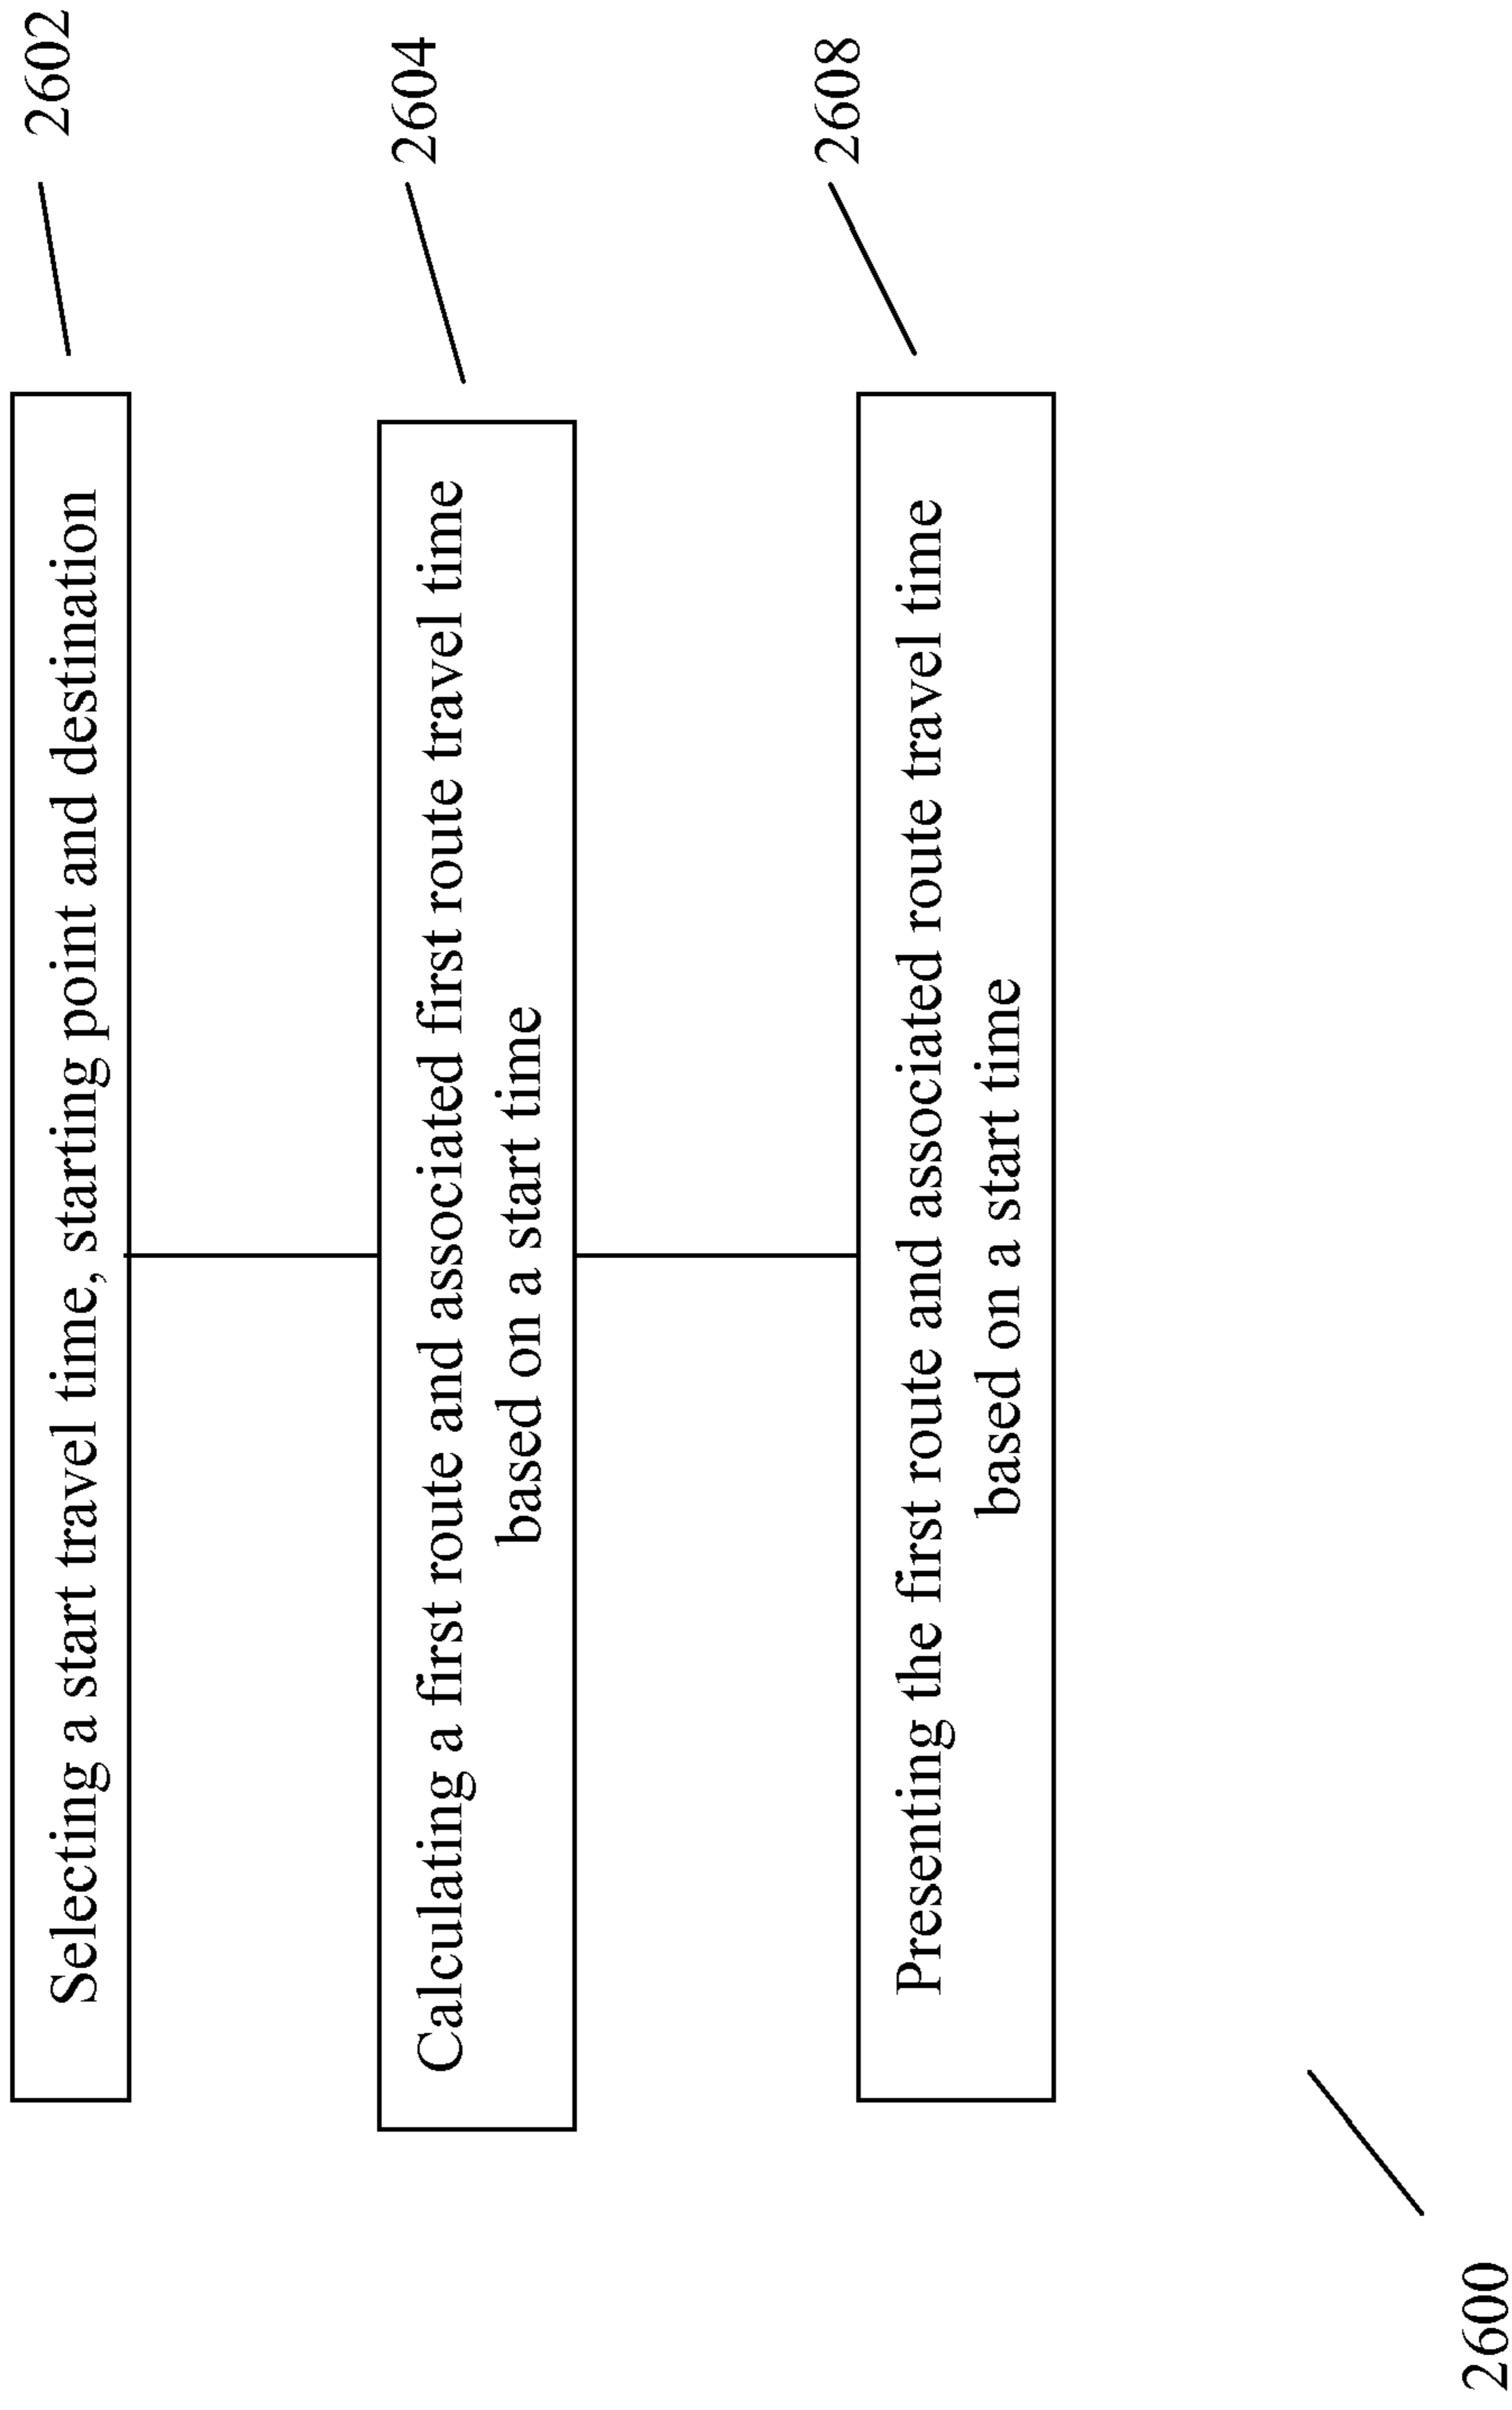 Selecting a start travel time, starting point and destination
2602
Calculating a first route and associated first route travel time
based on a start time
2604
Presenting the first route and associated route travel time
based on a start time
2608
2600